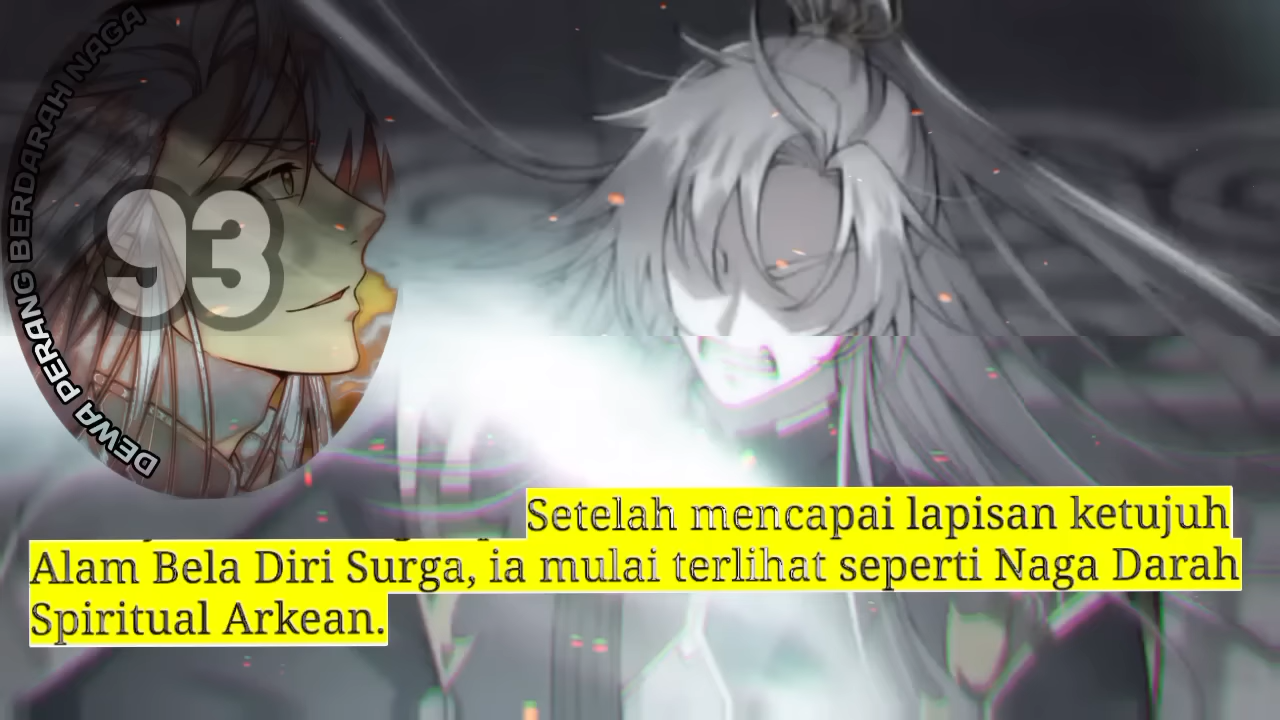 DEWA PERANG BERDARAH NAGA
93
Setelah mencapai lapisan ketujuh
Alam Bela Diri Surga, ia mulai terlihat seperti Naga Darah
Spiritual Arkean.